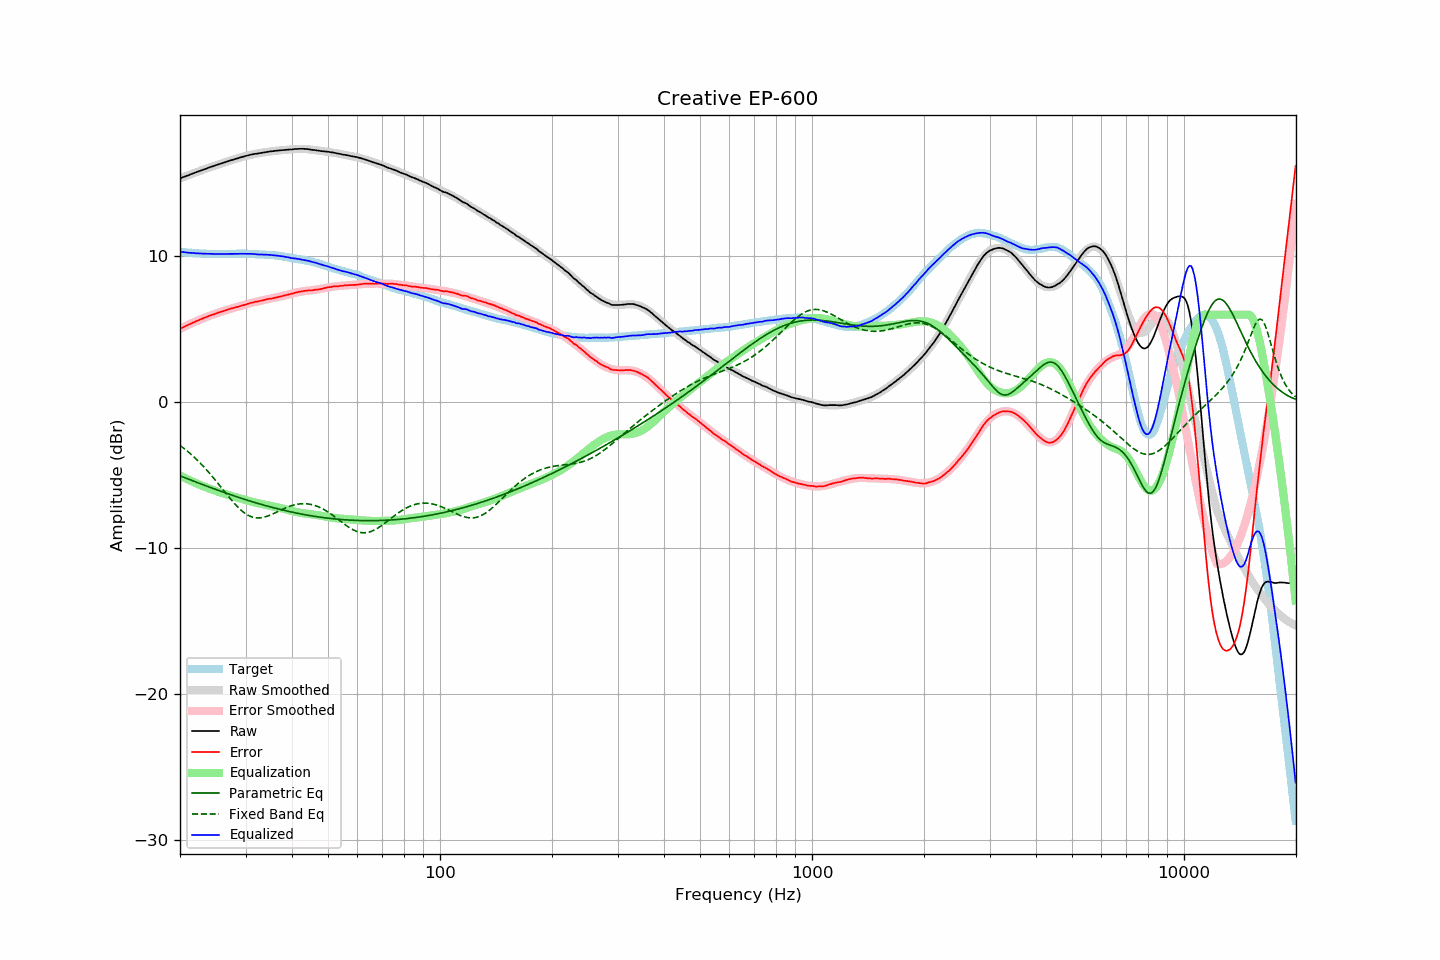 Creative EP-600
Amplitude (dBr)
10
0
−10
−20
−30
Target
Raw Smoothed
Error Smoothed
Raw
Error
Equalization
Parametric Eq
Fixed Band Eq
Equalized
100 1000 10000
Frequency (Hz)